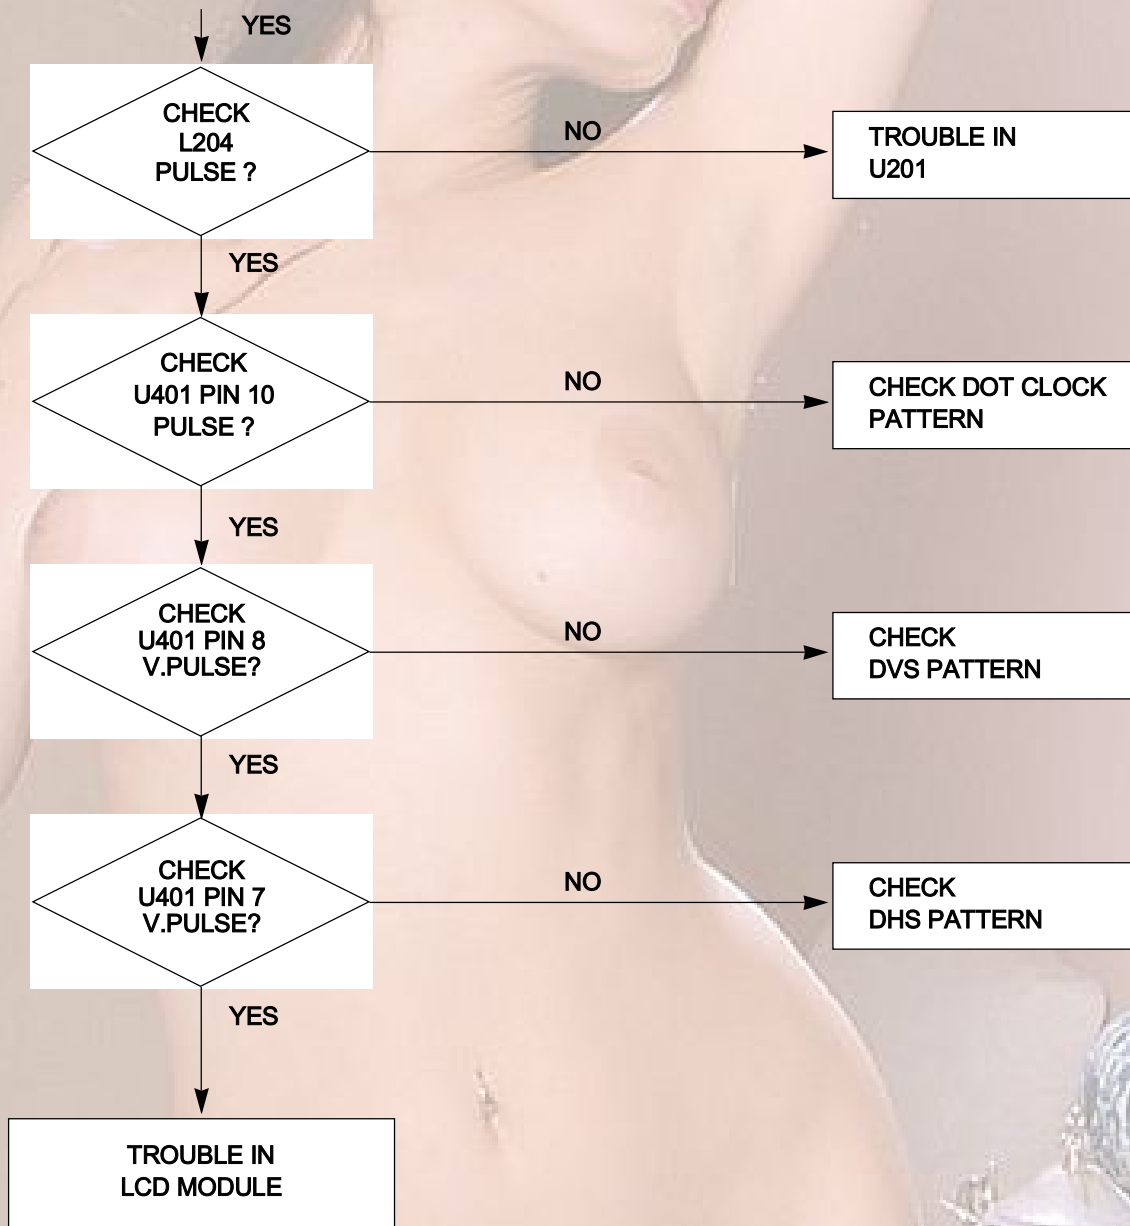 YES
CHECK
L204
PULSE ?
NO
TROUBLE IN
U201
YES
CHECK
U401 PIN 10
PULSE ?
NO
CHECK DOT CLOCK
PATTERN
YES
CHECK
U401 PIN 8
V.PULSE?
NO
CHECK
DVS PATTERN
YES
CHECK
U401 PIN 7
V.PULSE?
NO
CHECK
DHS PATTERN
YES
TROUBLE IN
LCD MODULE